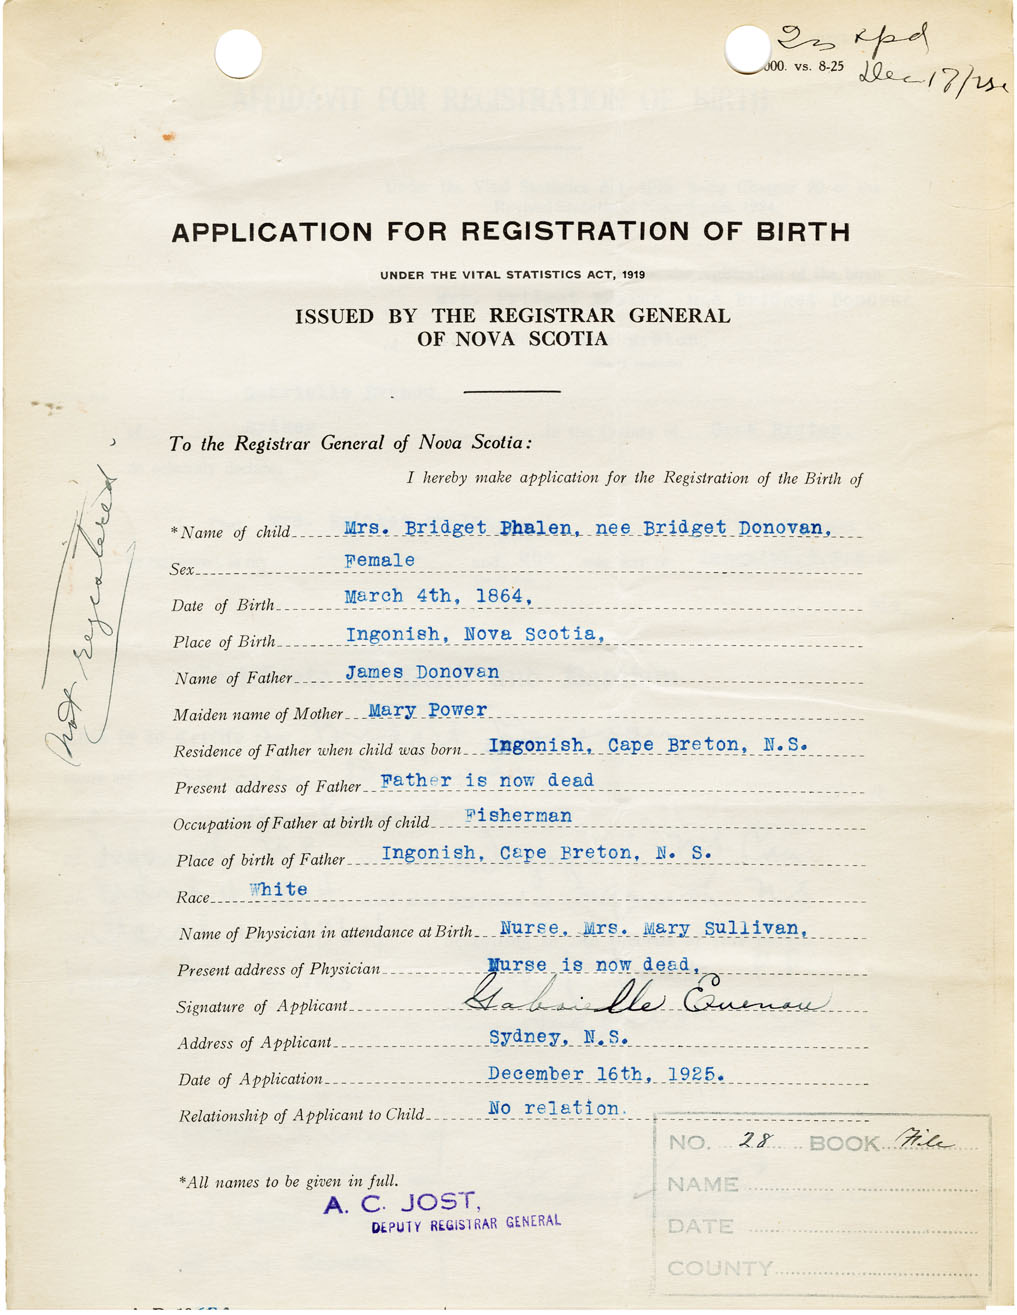 23 xpd
000. vs. 8-25
Dec 17/25
APPLICATION FOR REGISTRATION OF BIRTH
UNDER THE VITAL STATISTICS ACT, 1919
ISSUED BY THE REGISTRAR GENERAL
OF NOVA SCOTIA
To the Registrar General of Nova Scotia:
I hereby make application for the Registration of the Birth of
*Name of child Mrs. Bridget Phalen, nee Bridget Donovan,
Sex Female
Date of Birth March 4th, 1864,
Place of Birth Ingonish, Nova Scotia,
Name of Father James Donovan
Maiden name of Mother Mary Power
Residence of Father when child was born Ingonish, Cape Breton, N.S.
Present address of Father Father is now dead
Occupation of Father at birth of child Fisherman
Place of birth of Father Ingonish, Cape Breton, N. S.
Race White
Name of Physician in attendance at Birth Nurse, Mrs. Mary Sullivan,
Present address of Physician Nurse is now dead,
Signature of Applicant Gabrielle
Address of Applicant Sydney, N.S.
Date of Application December 16th, 1925.
Relationship of Applicant to Child No relation.
not registered
*All names to be given in full.
A. C. JOST,
DEPUTY REGISTRAR GENERAL
NO. 28 BOOK File
NAME
DATE
COUNTY